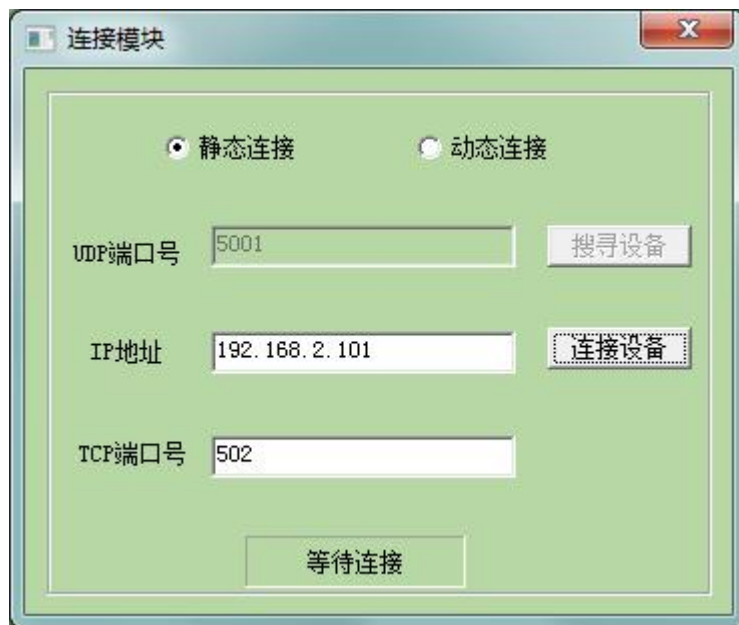 连接模块
静态连接 动态连接
UDP端口号 5001 搜寻设备
IP地址 192.168.2.101 连接设备
TCP端口号 502
等待连接